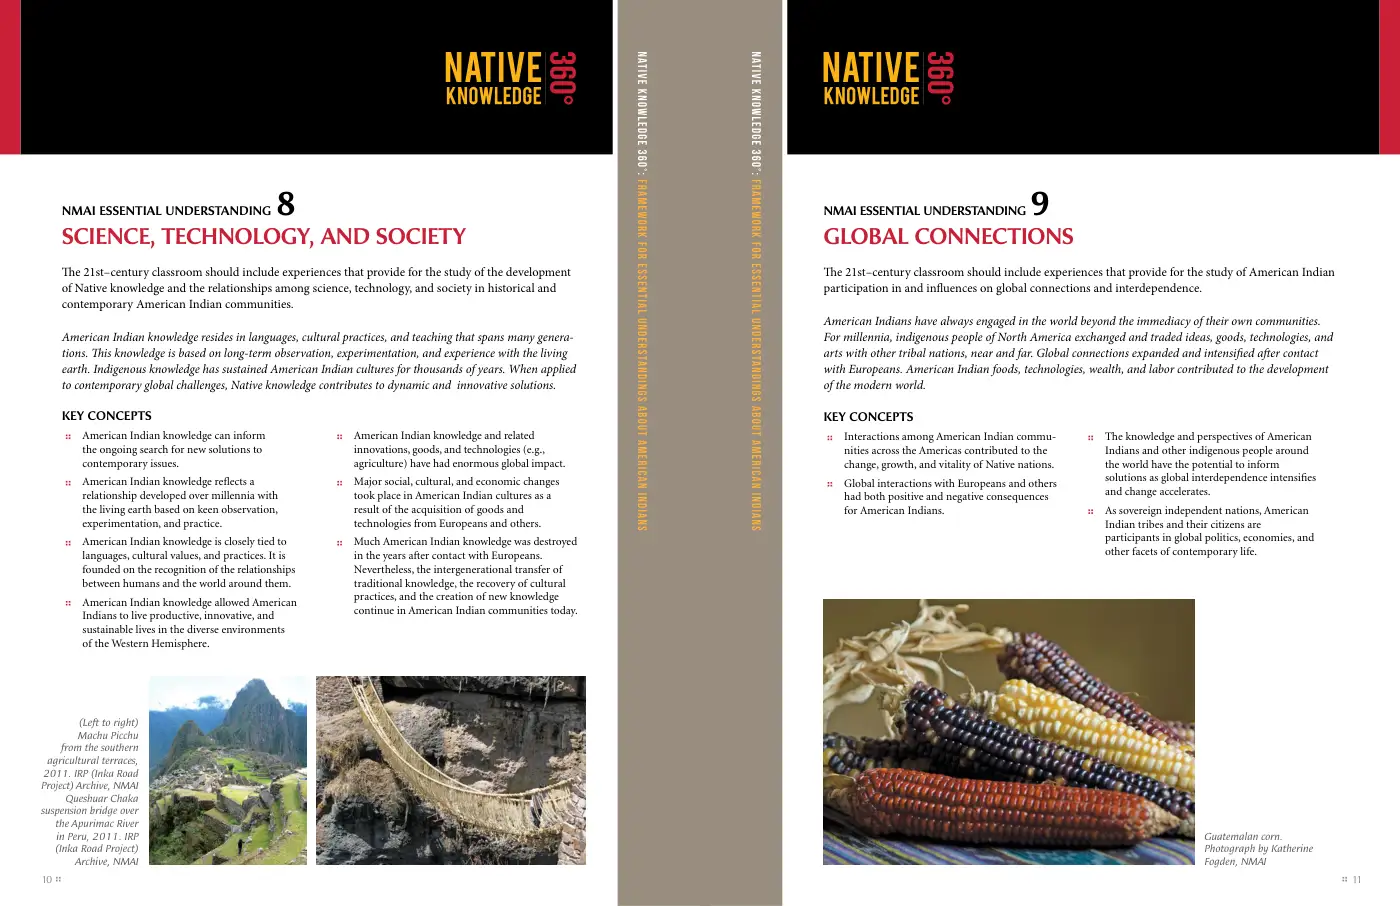 NATIVE
KNOWLEDGE
360°
NMAI ESSENTIAL UNDERSTANDING 8
SCIENCE, TECHNOLOGY, AND SOCIETY
The 21st–century classroom should include experiences that provide for the study of the development
of Native knowledge and the relationships among science, technology, and society in historical and
contemporary American Indian communities.
American Indian knowledge resides in languages, cultural practices, and teaching that spans many genera-
tions. This knowledge is based on long-term observation, experimentation, and experience with the living
earth. Indigenous knowledge has sustained American Indian cultures for thousands of years. When applied
to contemporary global challenges, Native knowledge contributes to dynamic and innovative solutions.
KEY CONCEPTS
American Indian knowledge can inform
the ongoing search for new solutions to
contemporary issues.
American Indian knowledge reflects a
relationship developed over millennia with
the living earth based on keen observation,
experimentation, and practice.
American Indian knowledge is closely tied to
languages, cultural values, and practices. It is
founded on the recognition of the relationships
between humans and the world around them.
American Indian knowledge allowed American
Indians to live productive, innovative, and
sustainable lives in the diverse environments
of the Western Hemisphere.
American Indian knowledge and related
innovations, goods, and technologies (e.g.,
agriculture) have had enormous global impact.
Major social, cultural, and economic changes
took place in American Indian cultures as a
result of the acquisition of goods and
technologies from Europeans and others.
Much American Indian knowledge was destroyed
in the years after contact with Europeans.
Nevertheless, the intergenerational transfer of
traditional knowledge, the recovery of cultural
practices, and the creation of new knowledge
continue in American Indian communities today.
(Left to right)
Machu Picchu
from the southern
agricultural terraces,
2011. IRP (Inka Road
Project) Archive, NMAI
Queshuar Chaka
suspension bridge over
the Apurimac River
in Peru, 2011. IRP
(Inka Road Project)
Archive, NMAI
10
NATIVE KNOWLEDGE 360°: FRAMEWORK FOR ESSENTIAL UNDERSTANDINGS ABOUT AMERICAN INDIANS
NATIVE KNOWLEDGE 360°: FRAMEWORK FOR ESSENTIAL UNDERSTANDINGS ABOUT AMERICAN INDIANS
NATIVE
KNOWLEDGE
360°
NMAI ESSENTIAL UNDERSTANDING 9
GLOBAL CONNECTIONS
The 21st–century classroom should include experiences that provide for the study of American Indian
participation in and influences on global connections and interdependence.
American Indians have always engaged in the world beyond the immediacy of their own communities.
For millennia, indigenous people of North America exchanged and traded ideas, goods, technologies, and
arts with other tribal nations, near and far. Global connections expanded and intensified after contact
with Europeans. American Indian foods, technologies, wealth, and labor contributed to the development
of the modern world.
KEY CONCEPTS
Interactions among American Indian commu-
nities across the Americas contributed to the
change, growth, and vitality of Native nations.
Global interactions with Europeans and others
had both positive and negative consequences
for American Indians.
The knowledge and perspectives of American
Indians and other indigenous people around
the world have the potential to inform
solutions as global interdependence intensifies
and change accelerates.
As sovereign independent nations, American
Indian tribes and their citizens are
participants in global politics, economies, and
other facets of contemporary life.
Guatemalan corn.
Photograph by Katherine
Fogden, NMAI
11